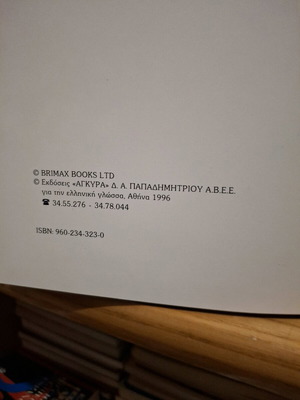 © BRIMAX BOOKS LTD
© Εκδόσεις «ΑΓΚΥΡΑ» Δ. Α. ΠΑΠΑΔΗΜΗΤΡΙΟΥ Α.Β.Ε.Ε.
για την ελληνική γλώσσα, Αθήνα 1996
☎ 34.55.276 - 34.78.044
ISBN: 960-234-323-0